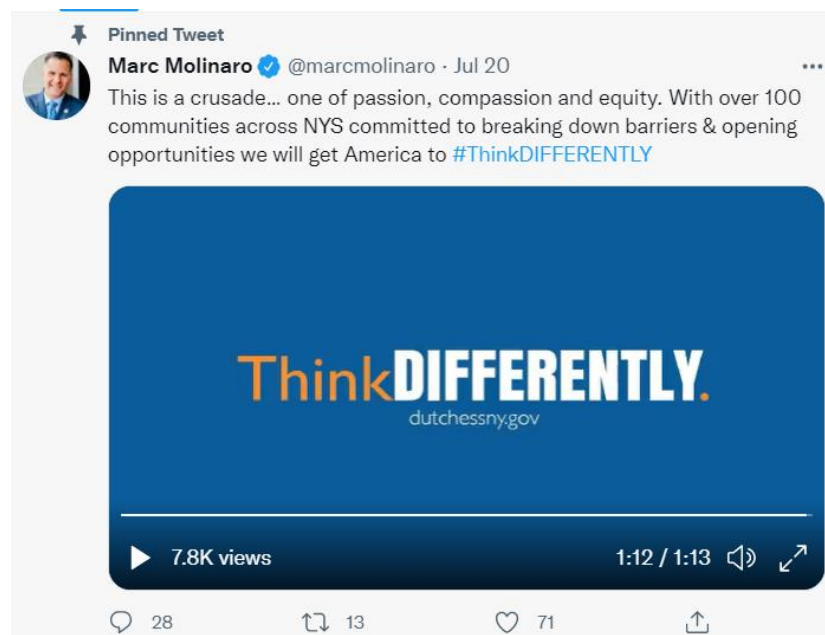 Pinned Tweet
Marc Molinaro @marcmolinaro · Jul 20
This is a crusade... one of passion, compassion and equity. With over 100
communities across NYS committed to breaking down barriers & opening
opportunities we will get America to #ThinkDIFFERENTLY
ThinkDIFFERENTLY.
dutchessny.gov
7.8K views
1:12 / 1:13
28
13
71